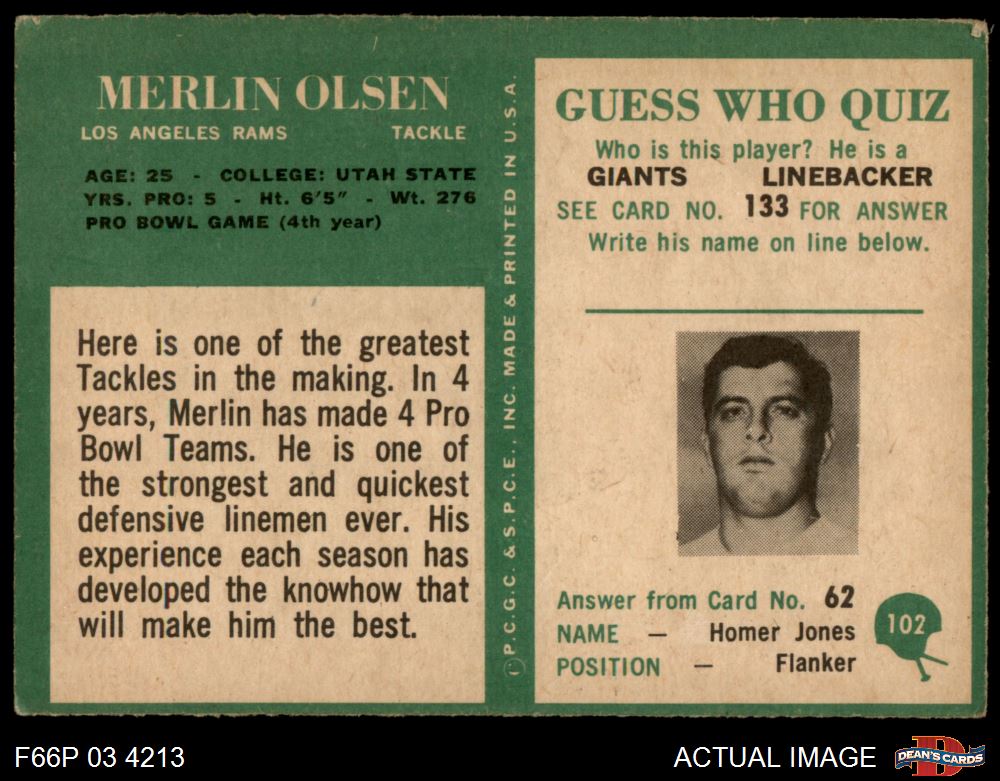 MERLIN OLSEN
LOS ANGELES RAMS TACKLE
AGE: 25 - COLLEGE: UTAH STATE
YRS. PRO: 5 - Ht. 6'5" - Wt. 276
PRO BOWL GAME (4th year)
Here is one of the greatest
Tackles in the making. In 4
years, Merlin has made 4 Pro
Bowl Teams. He is one of
the strongest and quickest
defensive linemen ever. His
experience each season has
developed the knowhow that
will make him the best.
Ⓒ P.C.G.C. & S.P.C.E., INC. MADE & PRINTED IN U.S.A.
GUESS WHO QUIZ
Who is this player? He is a
GIANTS LINEBACKER
SEE CARD NO. 133 FOR ANSWER
Write his name on line below.
Answer from Card No. 62
NAME — Homer Jones
POSITION — Flanker
102
F66P 03 4213
ACTUAL IMAGE
D
DEAN'S CARDS